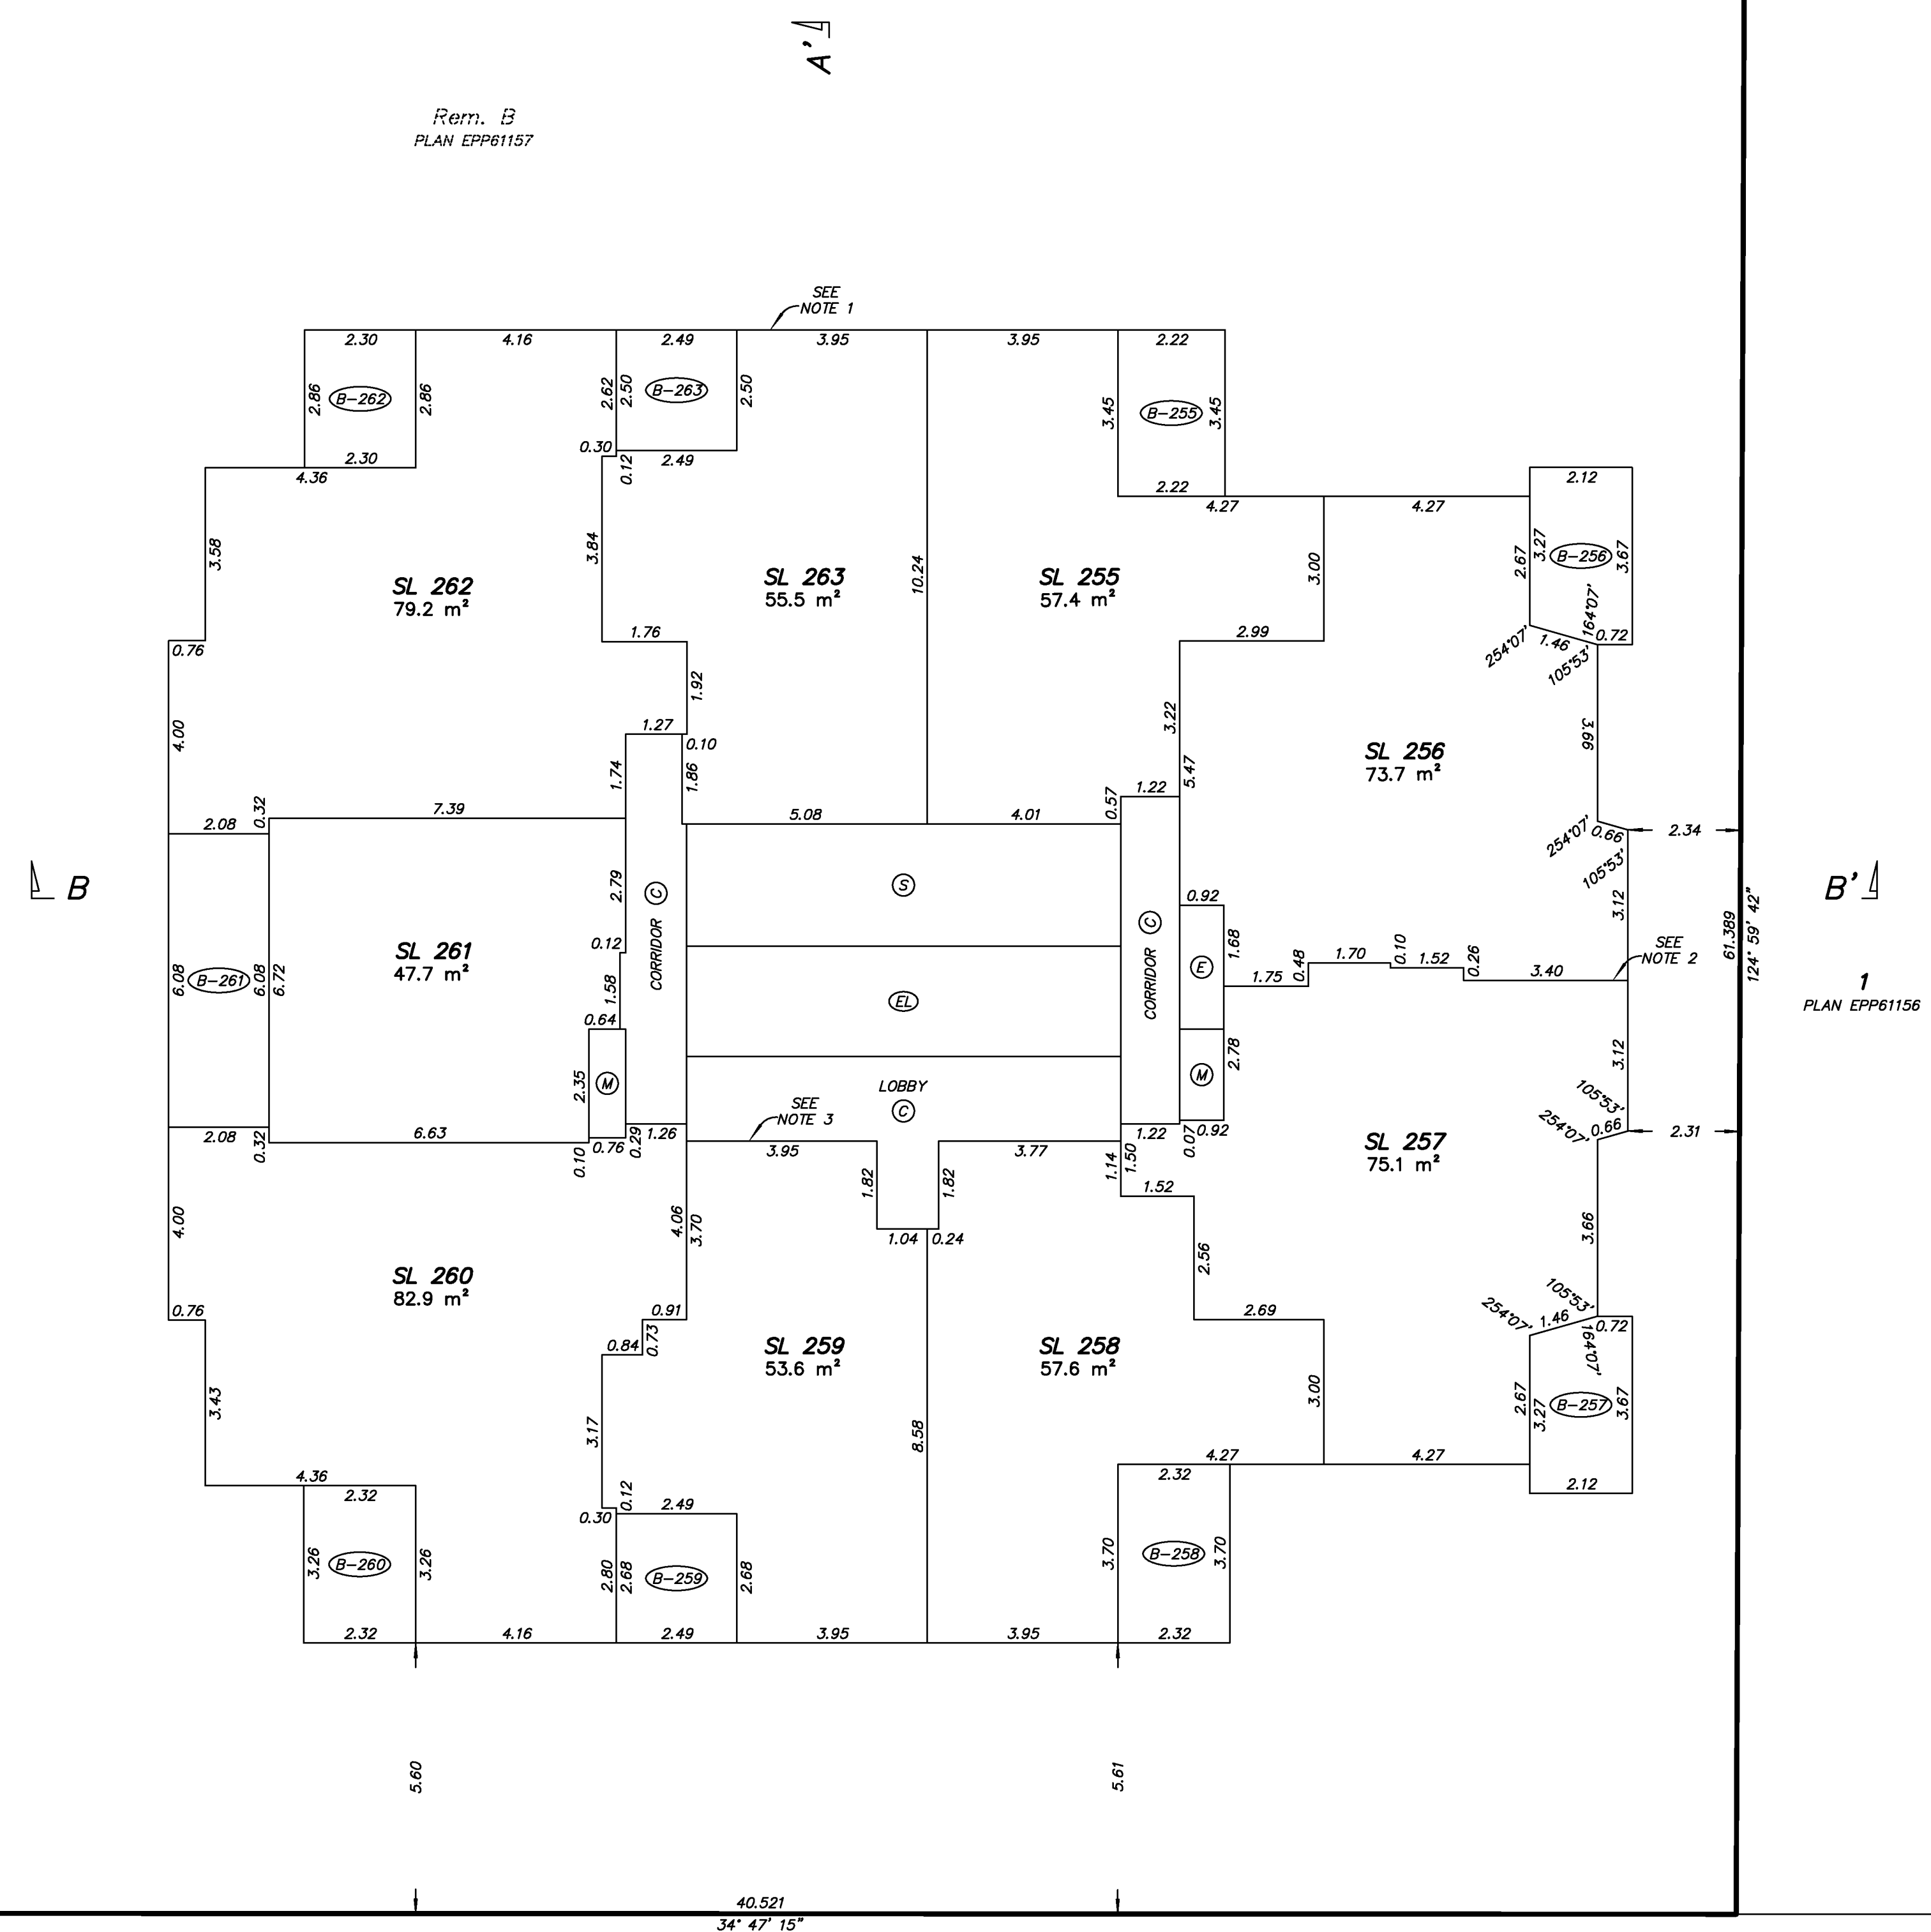 A'
Rem. B
PLAN EPP61157
SEE
NOTE 1
2.30
4.16
2.49
3.95
3.95
2.22
2.86
B-262
2.86
2.62
2.50
B-263
2.50
3.45
B-255
3.45
0.30
2.30
4.36
0.12
2.49
2.22
4.27
4.27
2.12
3.58
3.84
10.24
3.00
2.67
3.27
B-256
3.67
SL 262
79.2 m²
SL 263
55.5 m²
SL 255
57.4 m²
164°07'
0.76
1.76
2.99
254°07'
1.46
0.72
105°53'
4.00
1.92
3.22
3.66
1.27
0.10
SL 256
73.7 m²
1.74
1.86
5.47
1.22
0.57
2.08
0.32
7.39
5.08
4.01
254°07'
0.66
105°53'
2.34
B
2.79
C
CORRIDOR
S
C
CORRIDOR
0.92
3.12
B'
61.389
124° 59' 42"
SL 261
47.7 m²
0.12
1.68
E
0.48
1.70
0.10
1.52
0.26
SEE
NOTE 2
6.08
B-261
6.08
6.72
1.58
EL
1.75
3.40
1
PLAN EPP61156
0.64
2.35
M
LOBBY
C
M
2.78
3.12
105°53'
SEE
NOTE 3
2.08
0.32
6.63
0.10
0.76
0.29
1.26
3.95
3.77
1.14
1.50
1.22
0.07
0.92
254°07'
0.66
2.31
SL 257
75.1 m²
1.82
1.82
1.52
4.00
4.06
3.70
1.04
0.24
2.56
3.66
SL 260
82.9 m²
0.76
0.91
0.73
0.84
2.69
105°53'
254°07'
1.46
0.72
164°07'
SL 259
53.6 m²
SL 258
57.6 m²
3.43
3.17
8.58
3.00
2.67
3.27
B-257
3.67
4.36
2.32
0.12
2.49
0.30
4.27
2.32
4.27
2.12
3.26
B-260
3.26
2.80
2.68
B-259
2.68
3.70
B-258
3.70
2.32
4.16
2.49
3.95
3.95
2.32
5.60
5.61
40.521
34° 47' 15"